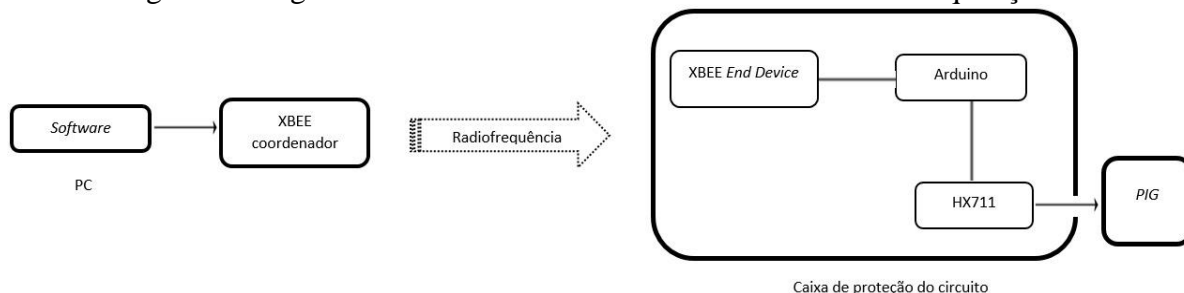 Software
PC
XBEE
coordenador
Radiofrequência
XBEE End Device
Arduino
HX711
PIG
Caixa de proteção do circuito